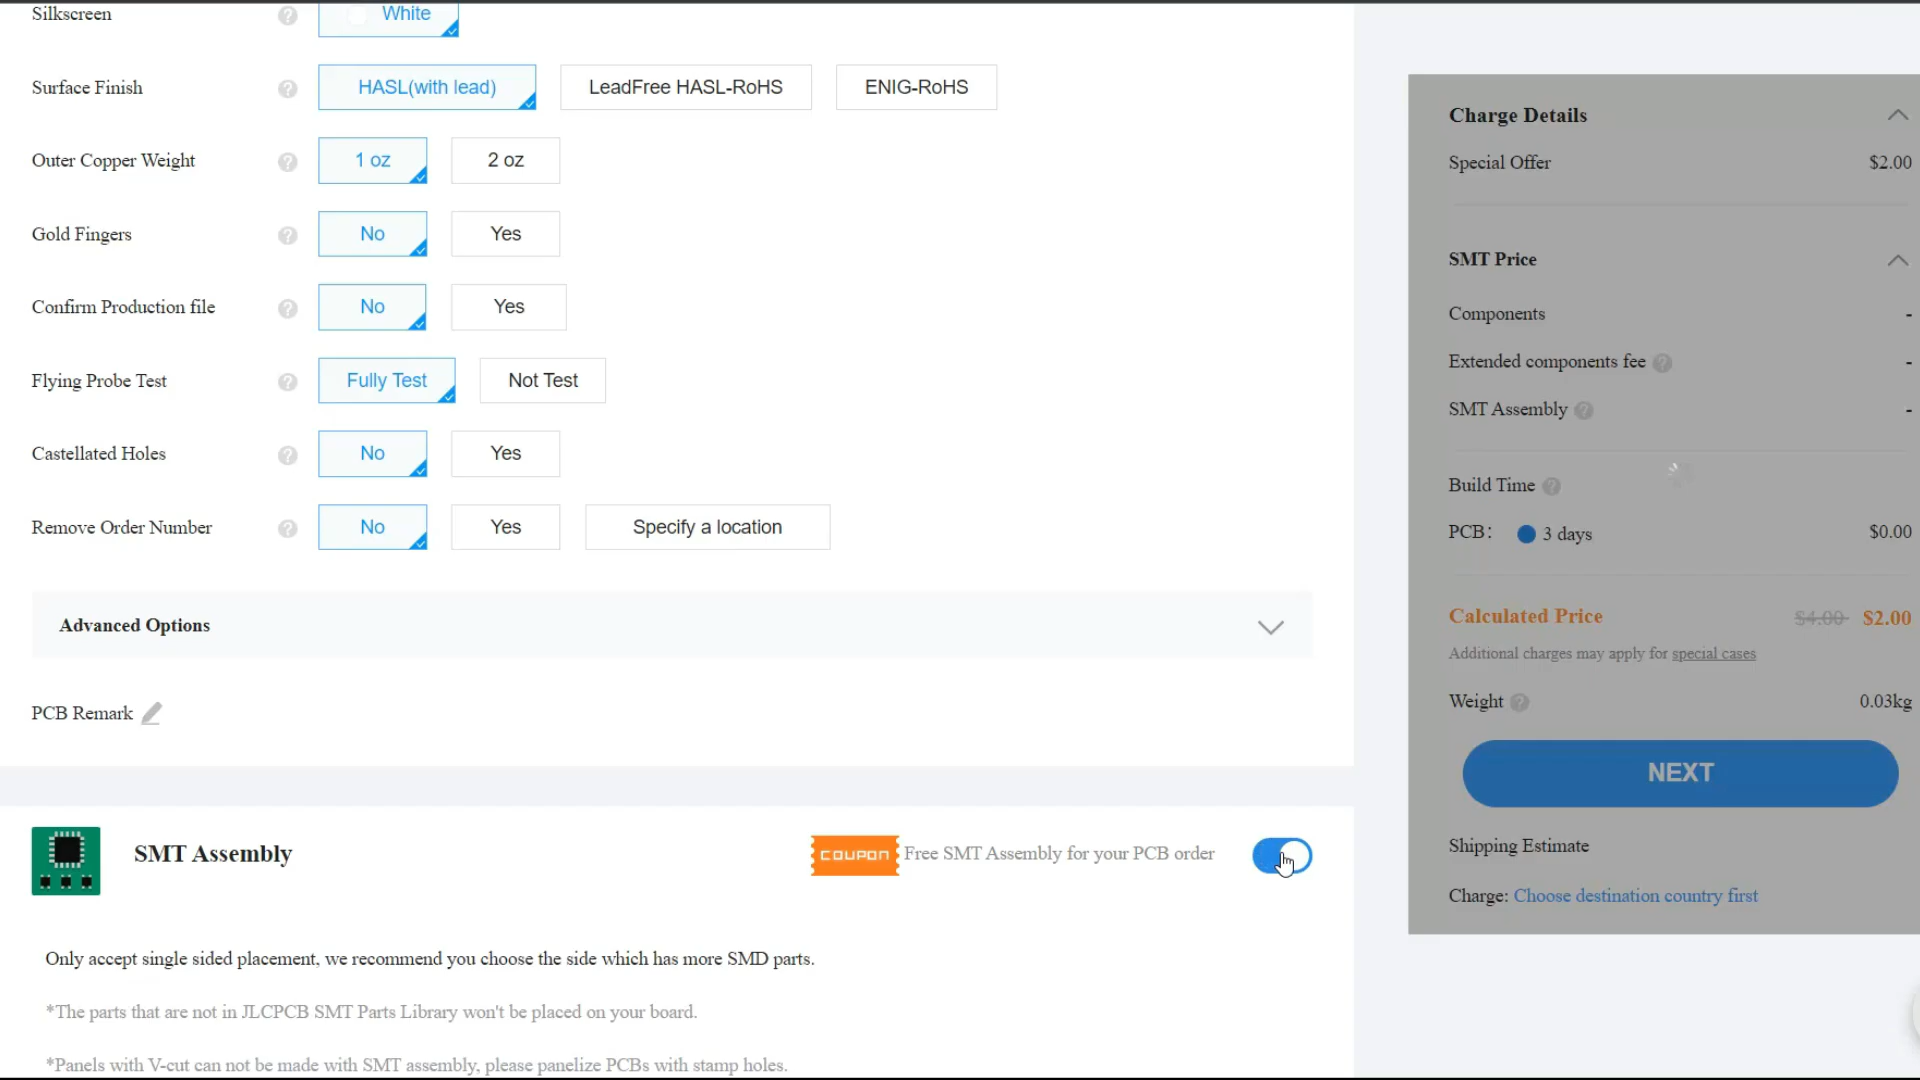 Silkscreen White
Surface Finish HASL(with lead) LeadFree HASL-RoHS ENIG-RoHS
Outer Copper Weight 1 oz 2 oz
Gold Fingers No Yes
Confirm Production file No Yes
Flying Probe Test Fully Test Not Test
Castellated Holes No Yes
Remove Order Number No Yes Specify a location
Advanced Options
PCB Remark
SMT Assembly COUPON Free SMT Assembly for your PCB order
Only accept single sided placement, we recommend you choose the side which has more SMD parts.
*The parts that are not in JLCPCB SMT Parts Library won't be placed on your board.
*Panels with V-cut can not be made with SMT assembly, please panelize PCBs with stamp holes.
Charge Details
Special Offer $2.00
SMT Price
Components -
Extended components fee ? -
SMT Assembly ? -
Build Time ?
PCB: 3 days $0.00
Calculated Price $4.00 $2.00
Additional charges may apply for special cases
Weight ? 0.03kg
NEXT
Shipping Estimate
Charge: Choose destination country first